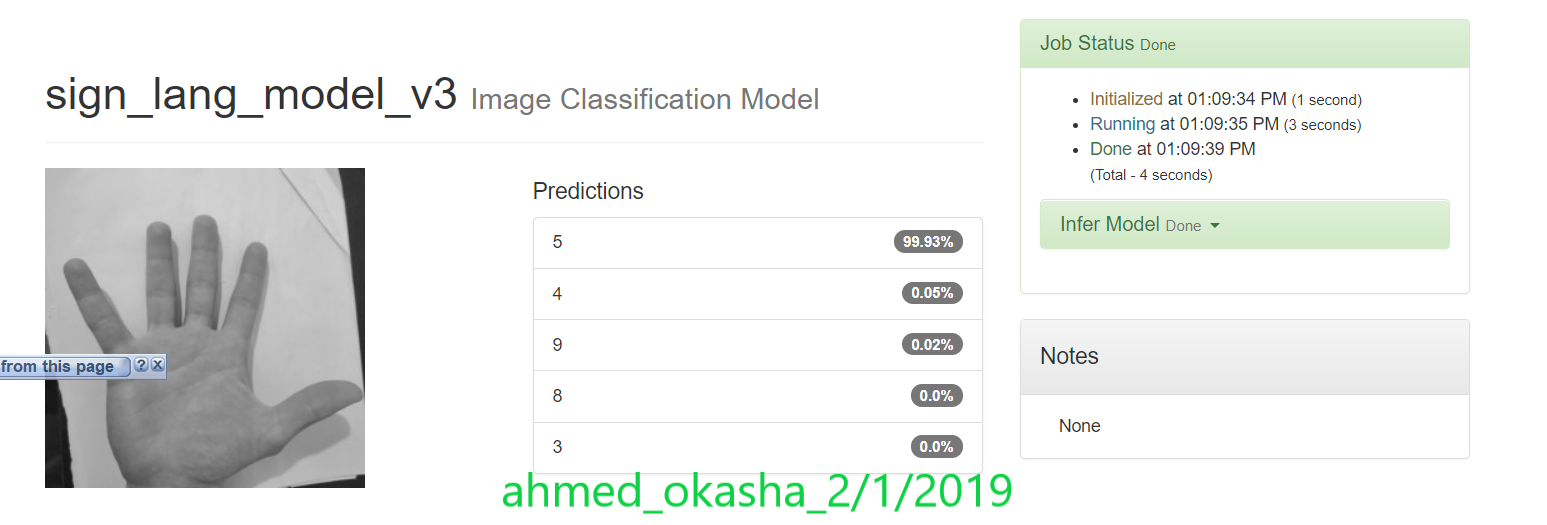 sign_lang_model_v3 Image Classification Model
from this page ? x
Predictions
5 99.93%
4 0.05%
9 0.02%
8 0.0%
3 0.0%
ahmed_okasha_2/1/2019
Job Status Done
Initialized at 01:09:34 PM (1 second)
Running at 01:09:35 PM (3 seconds)
Done at 01:09:39 PM
(Total - 4 seconds)
Infer Model Done
Notes
None